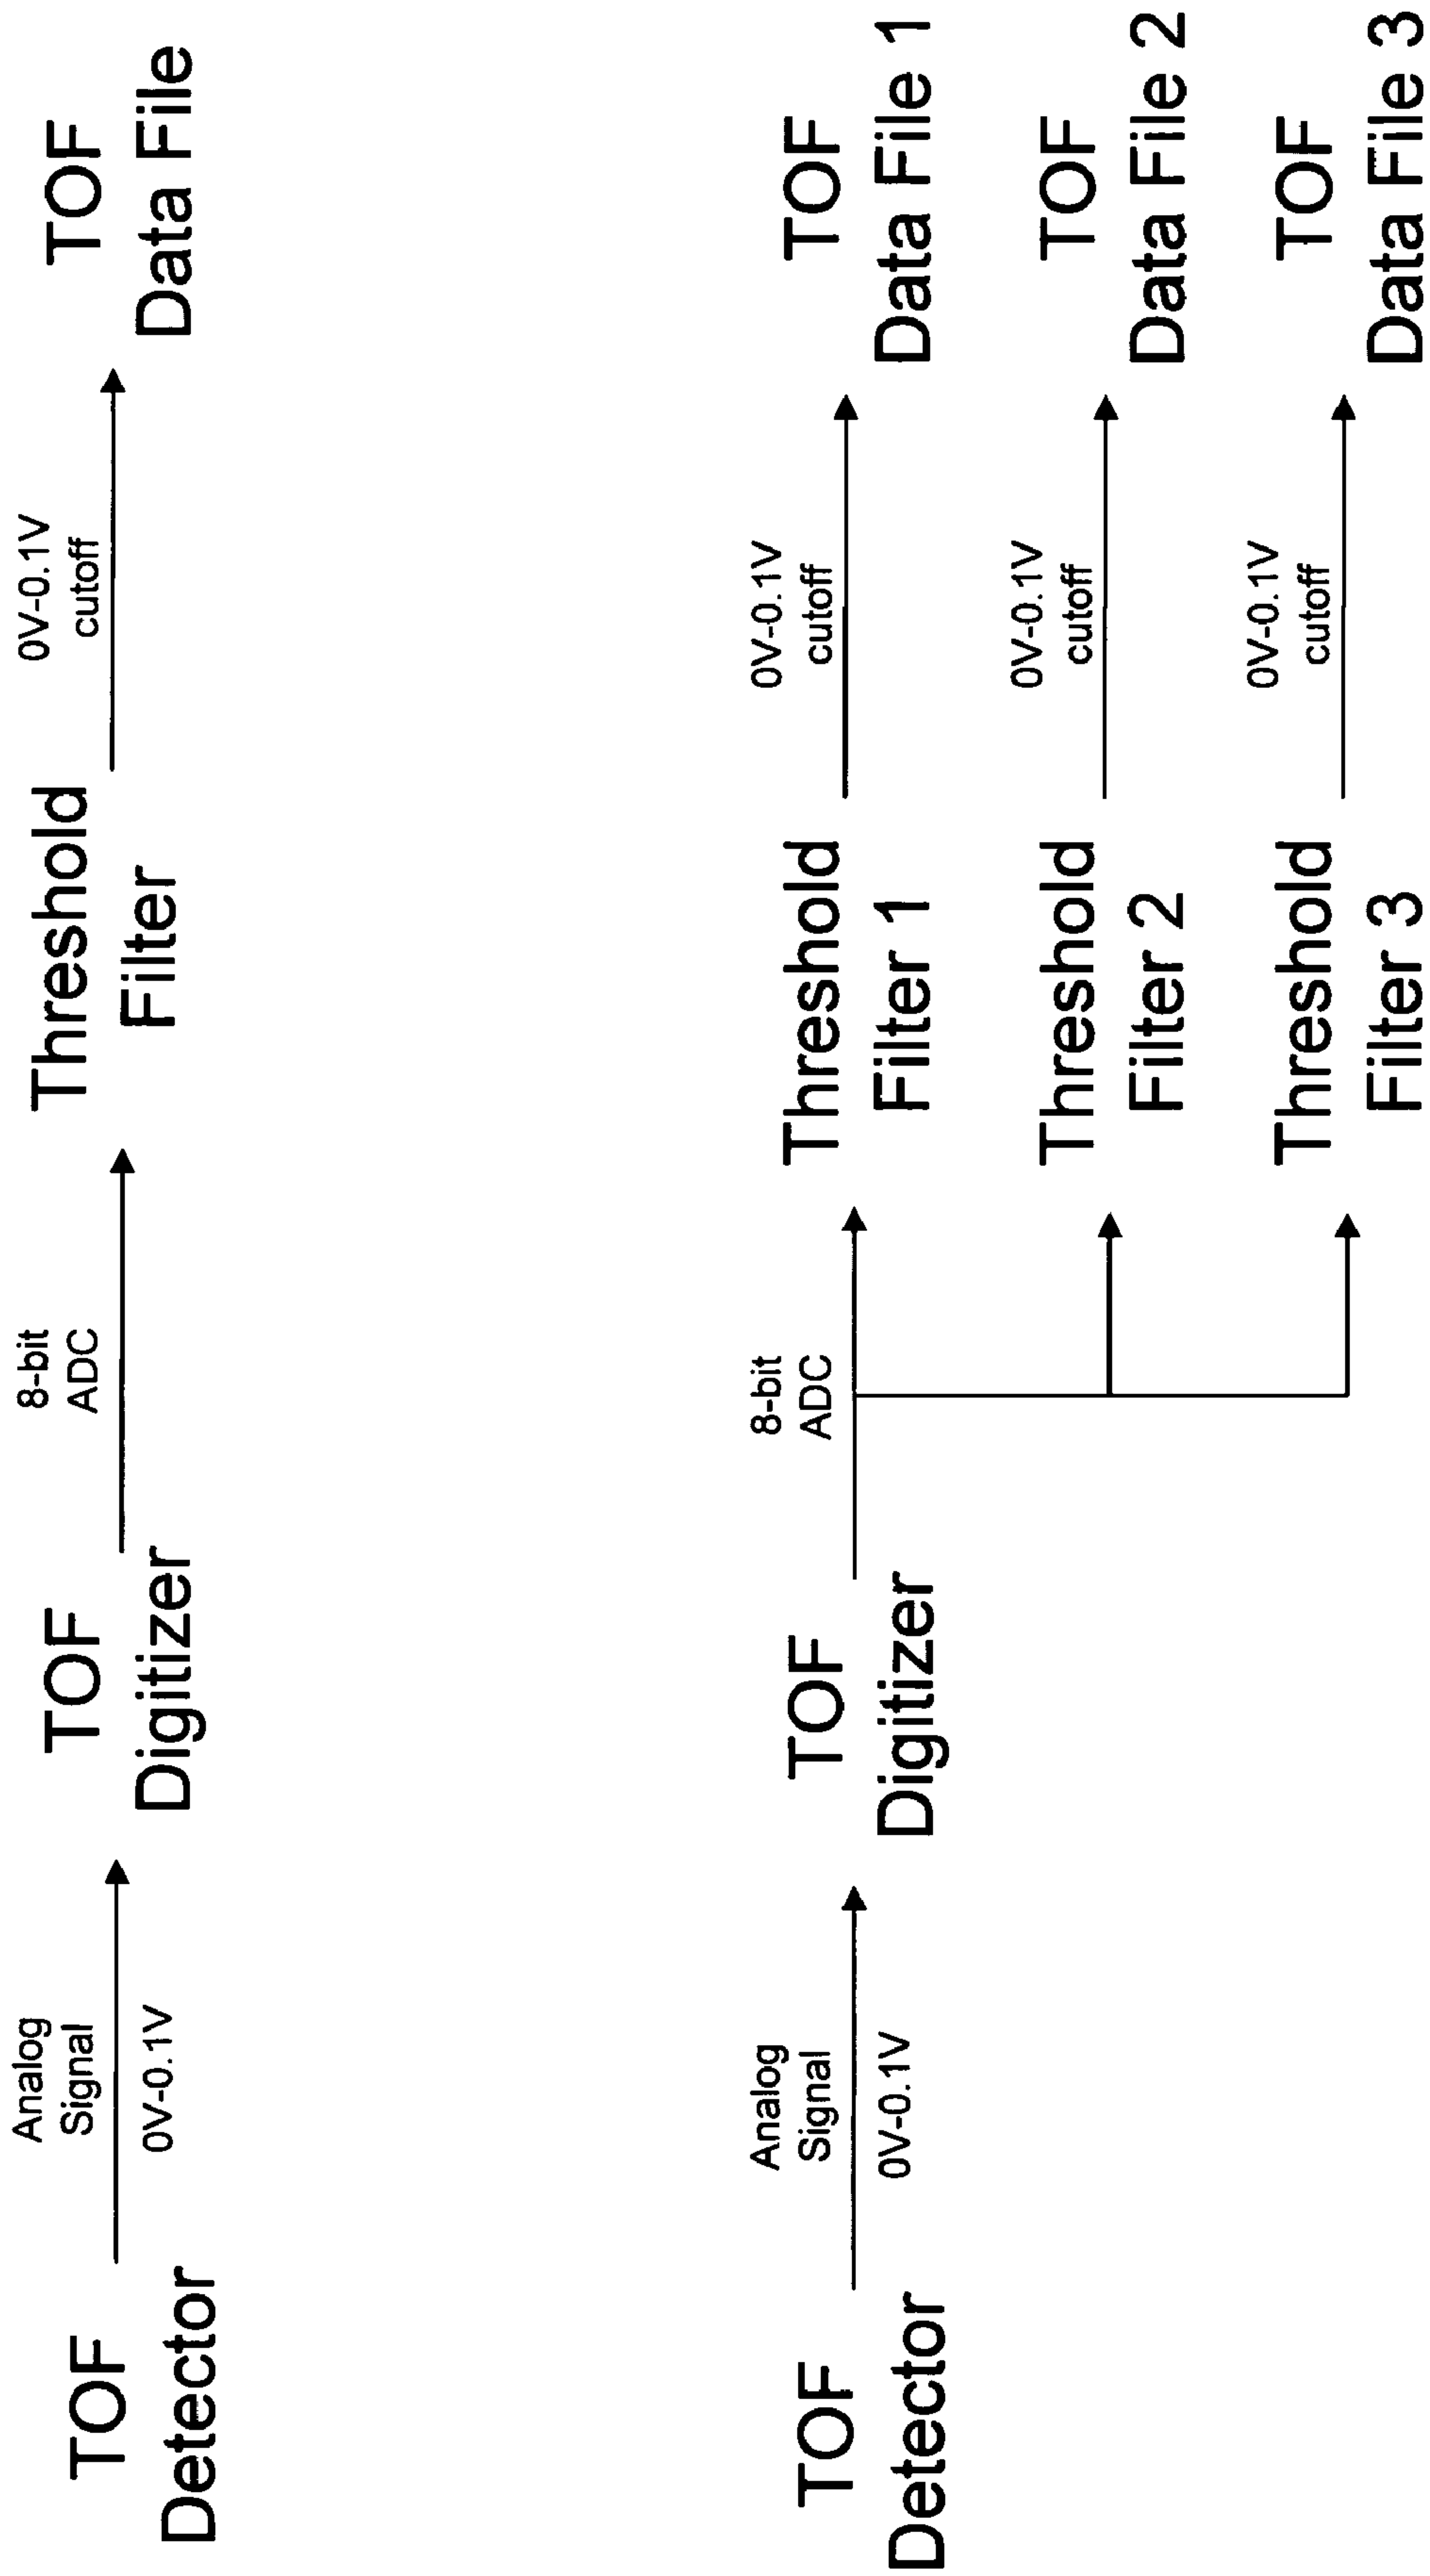 TOF
Detector
Analog
Signal
0V-0.1V
TOF
Digitizer
8-bit
ADC
Threshold
Filter
0V-0.1V
cutoff
TOF
Data File
TOF
Detector
Analog
Signal
0V-0.1V
TOF
Digitizer
8-bit
ADC
Threshold
Filter 1
0V-0.1V
cutoff
TOF
Data File 1
Threshold
Filter 2
0V-0.1V
cutoff
TOF
Data File 2
Threshold
Filter 3
0V-0.1V
cutoff
TOF
Data File 3